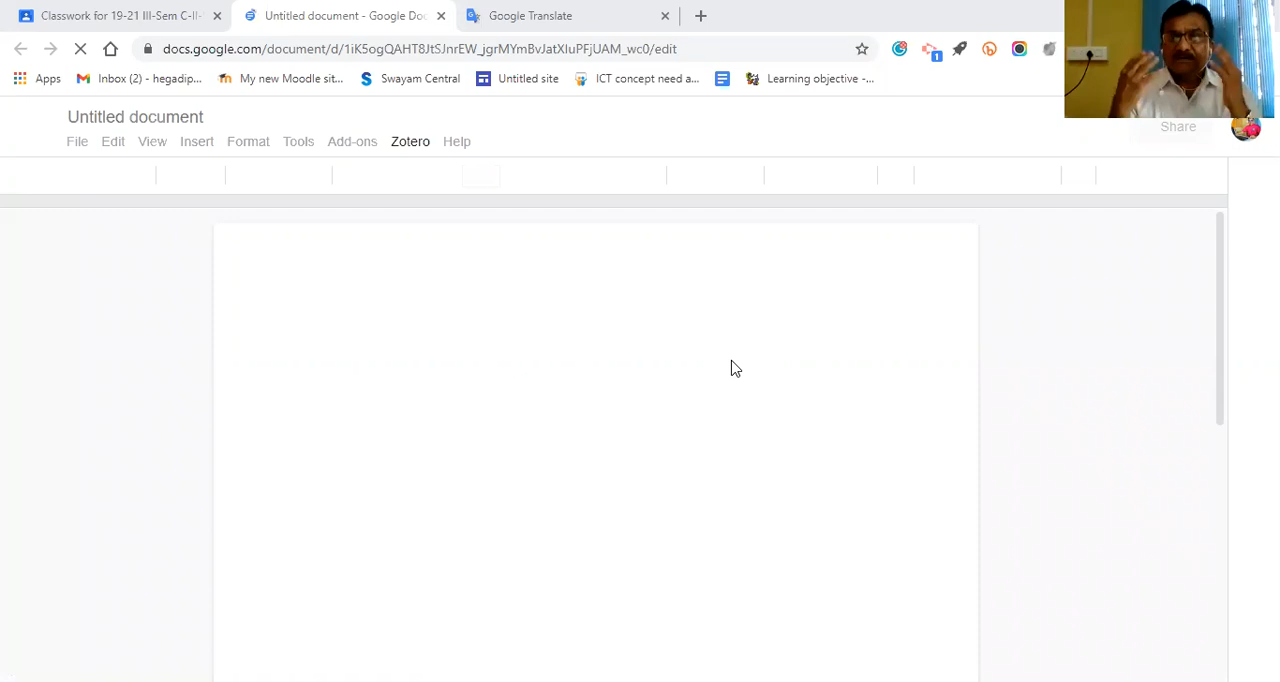 Classwork for 19-21 III-Sem C-II-
Untitled document - Google Doc
Google Translate
docs.google.com/document/d/1iK5ogQAHT8JtSJnrEW_jgrMYmBvJatXIuPFjUAM_wc0/edit
1
Apps
Inbox (2) - hegadip...
My new Moodle sit...
Swayam Central
Untitled site
ICT concept need a...
Learning objective -...
Untitled document
File Edit View Insert Format Tools Add-ons Zotero Help
Share